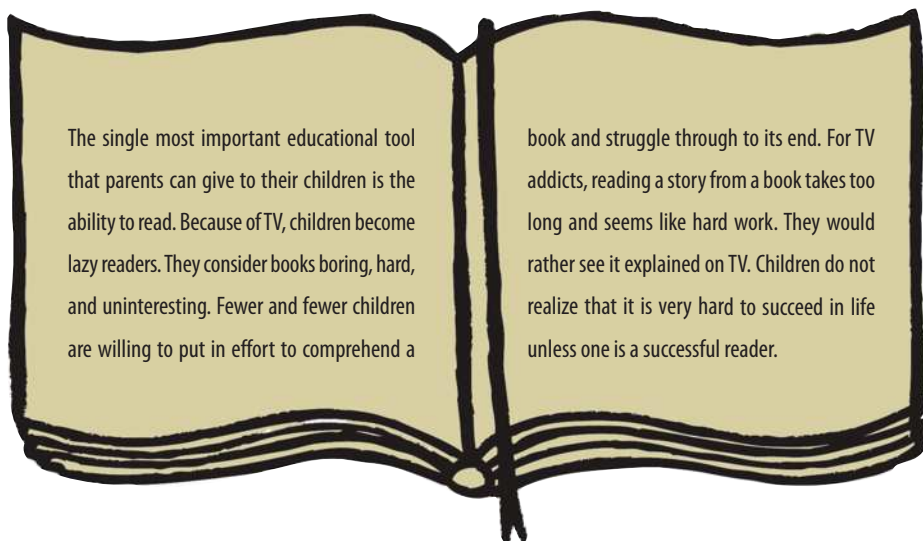 The single most important educational tool
that parents can give to their children is the
ability to read. Because of TV, children become
lazy readers. They consider books boring, hard,
and uninteresting. Fewer and fewer children
are willing to put in effort to comprehend a
book and struggle through to its end. For TV
addicts, reading a story from a book takes too
long and seems like hard work. They would
rather see it explained on TV. Children do not
realize that it is very hard to succeed in life
unless one is a successful reader.